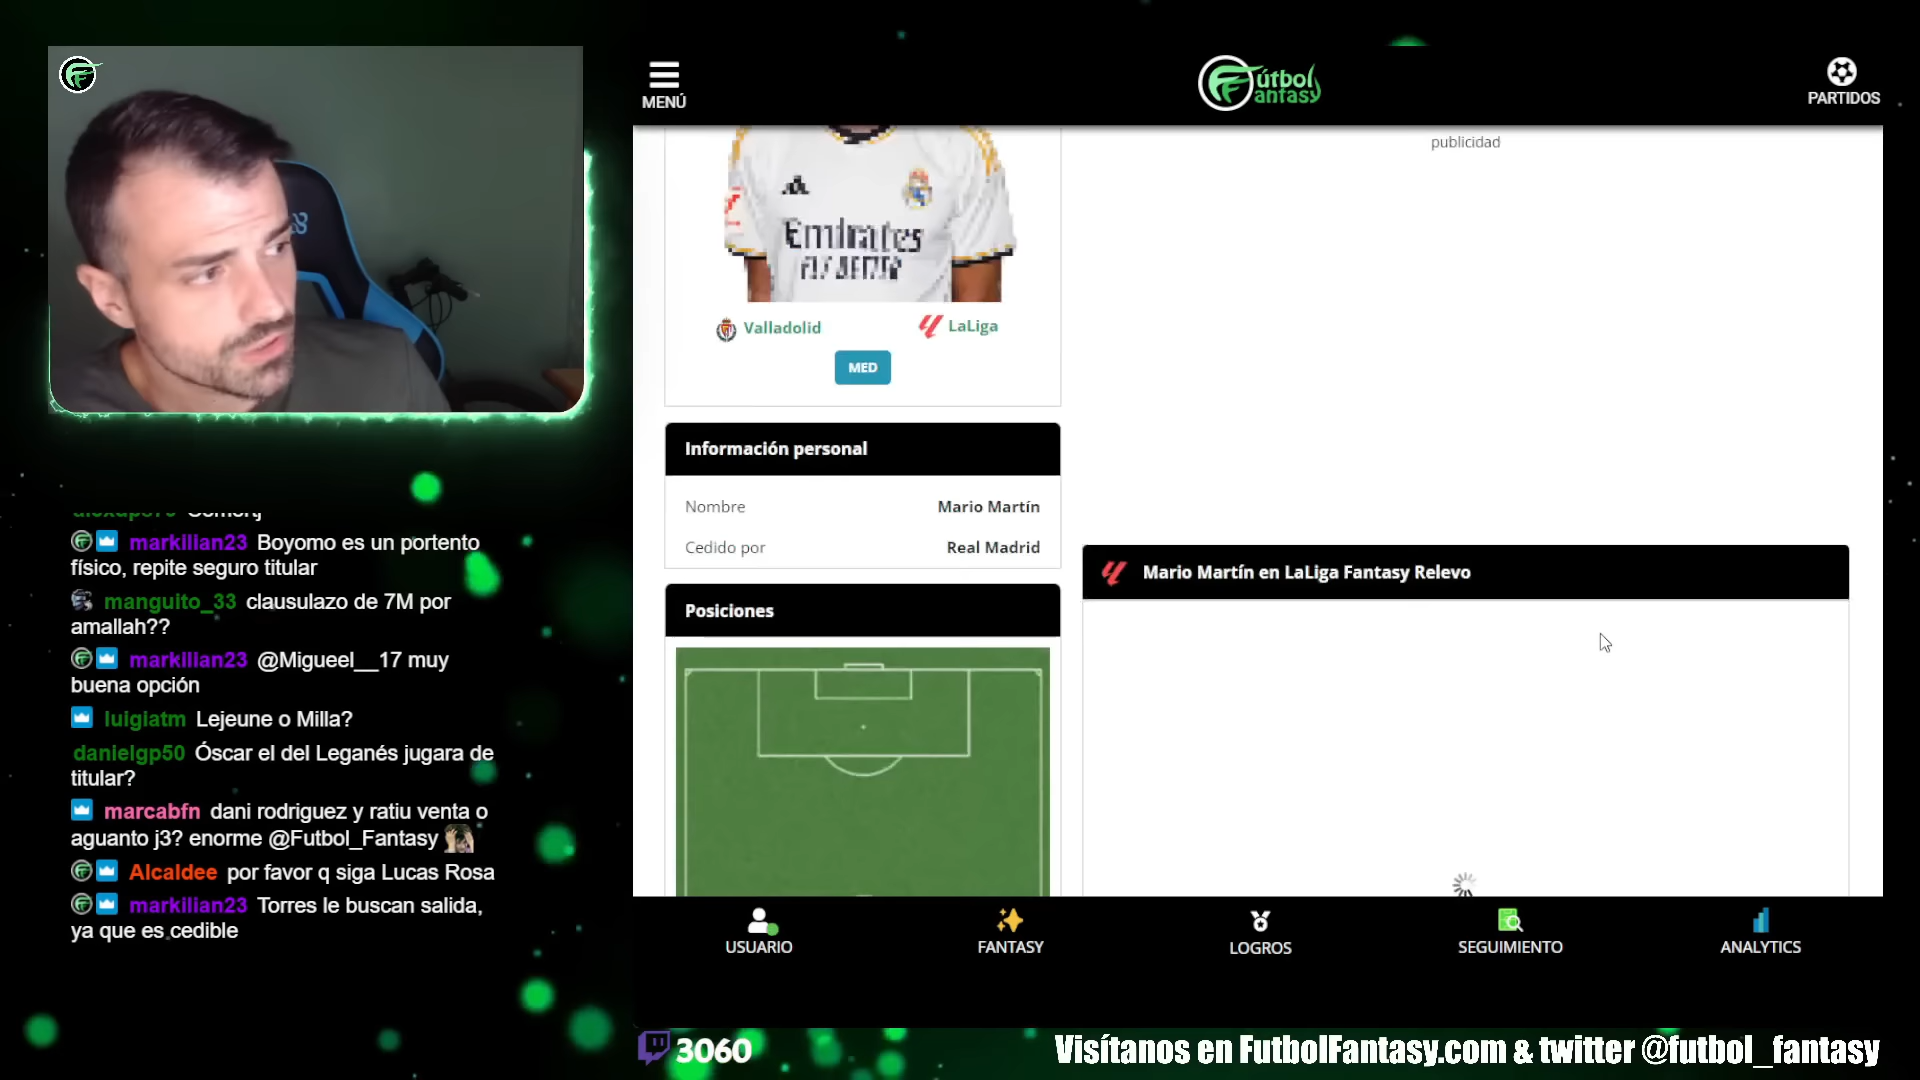 MENÚ
Fútbol
Fantasy
PARTIDOS
publicidad
Emirates
Valladolid
LaLiga
MED
Información personal
Nombre
Mario Martín
Cedido por
Real Madrid
Posiciones
Mario Martín en LaLiga Fantasy Relevo
markilian23 Boyomo es un portento
físico, repite seguro titular
manguito_33 clausulazo de 7M por
amallah??
markilian23 @Migueel__17 muy
buena opción
luigiatm Lejeune o Milla?
danielgp50 Óscar el del Leganés jugara de
titular?
marcabfn dani rodriguez y ratiu venta o
aguanto j3? enorme @Futbol_Fantasy
Alcaldee por favor q siga Lucas Rosa
markilian23 Torres le buscan salida,
ya que es cedible
USUARIO
FANTASY
LOGROS
SEGUIMIENTO
ANALYTICS
3060
Visítanos en FutbolFantasy.com & twitter @futbol_fantasy